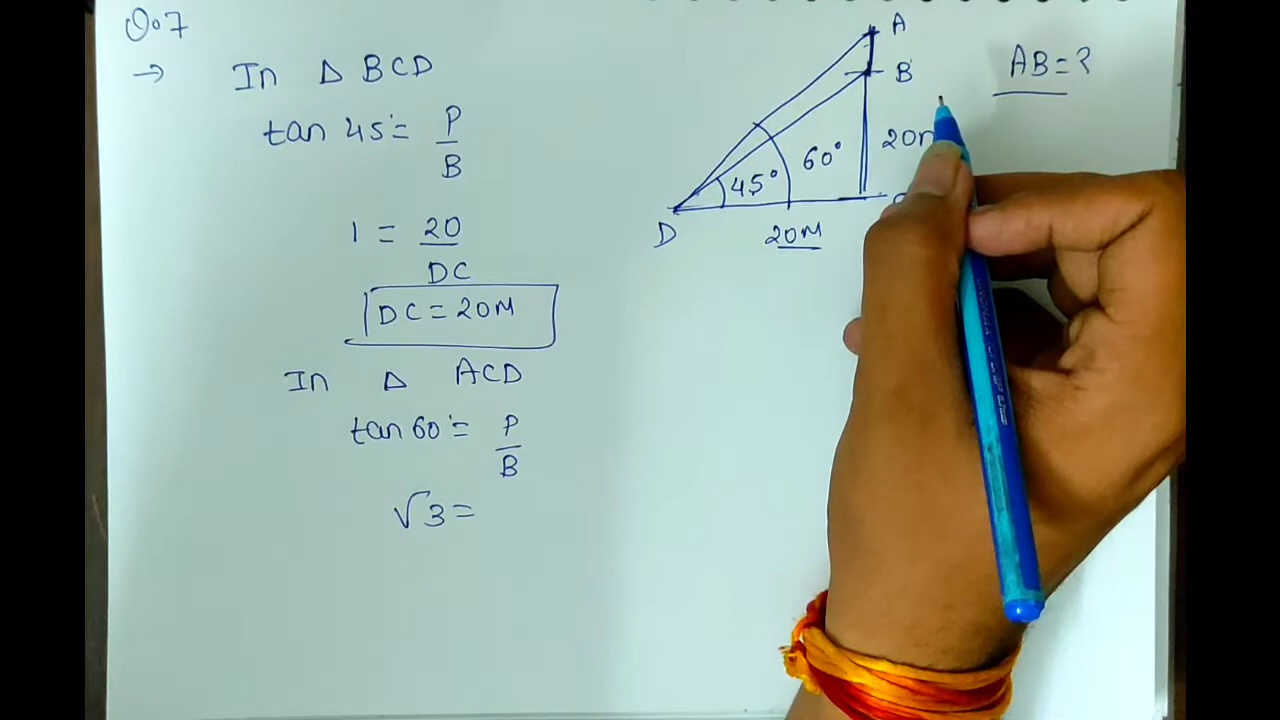 Q.7
→ In Δ BCD
tan 45° = P
B
1 = 20
DC
DC = 20M
In Δ ACD
tan 60° = P
B
√3 =
A
B
AB = ?
20m
60°
45°
D
20M